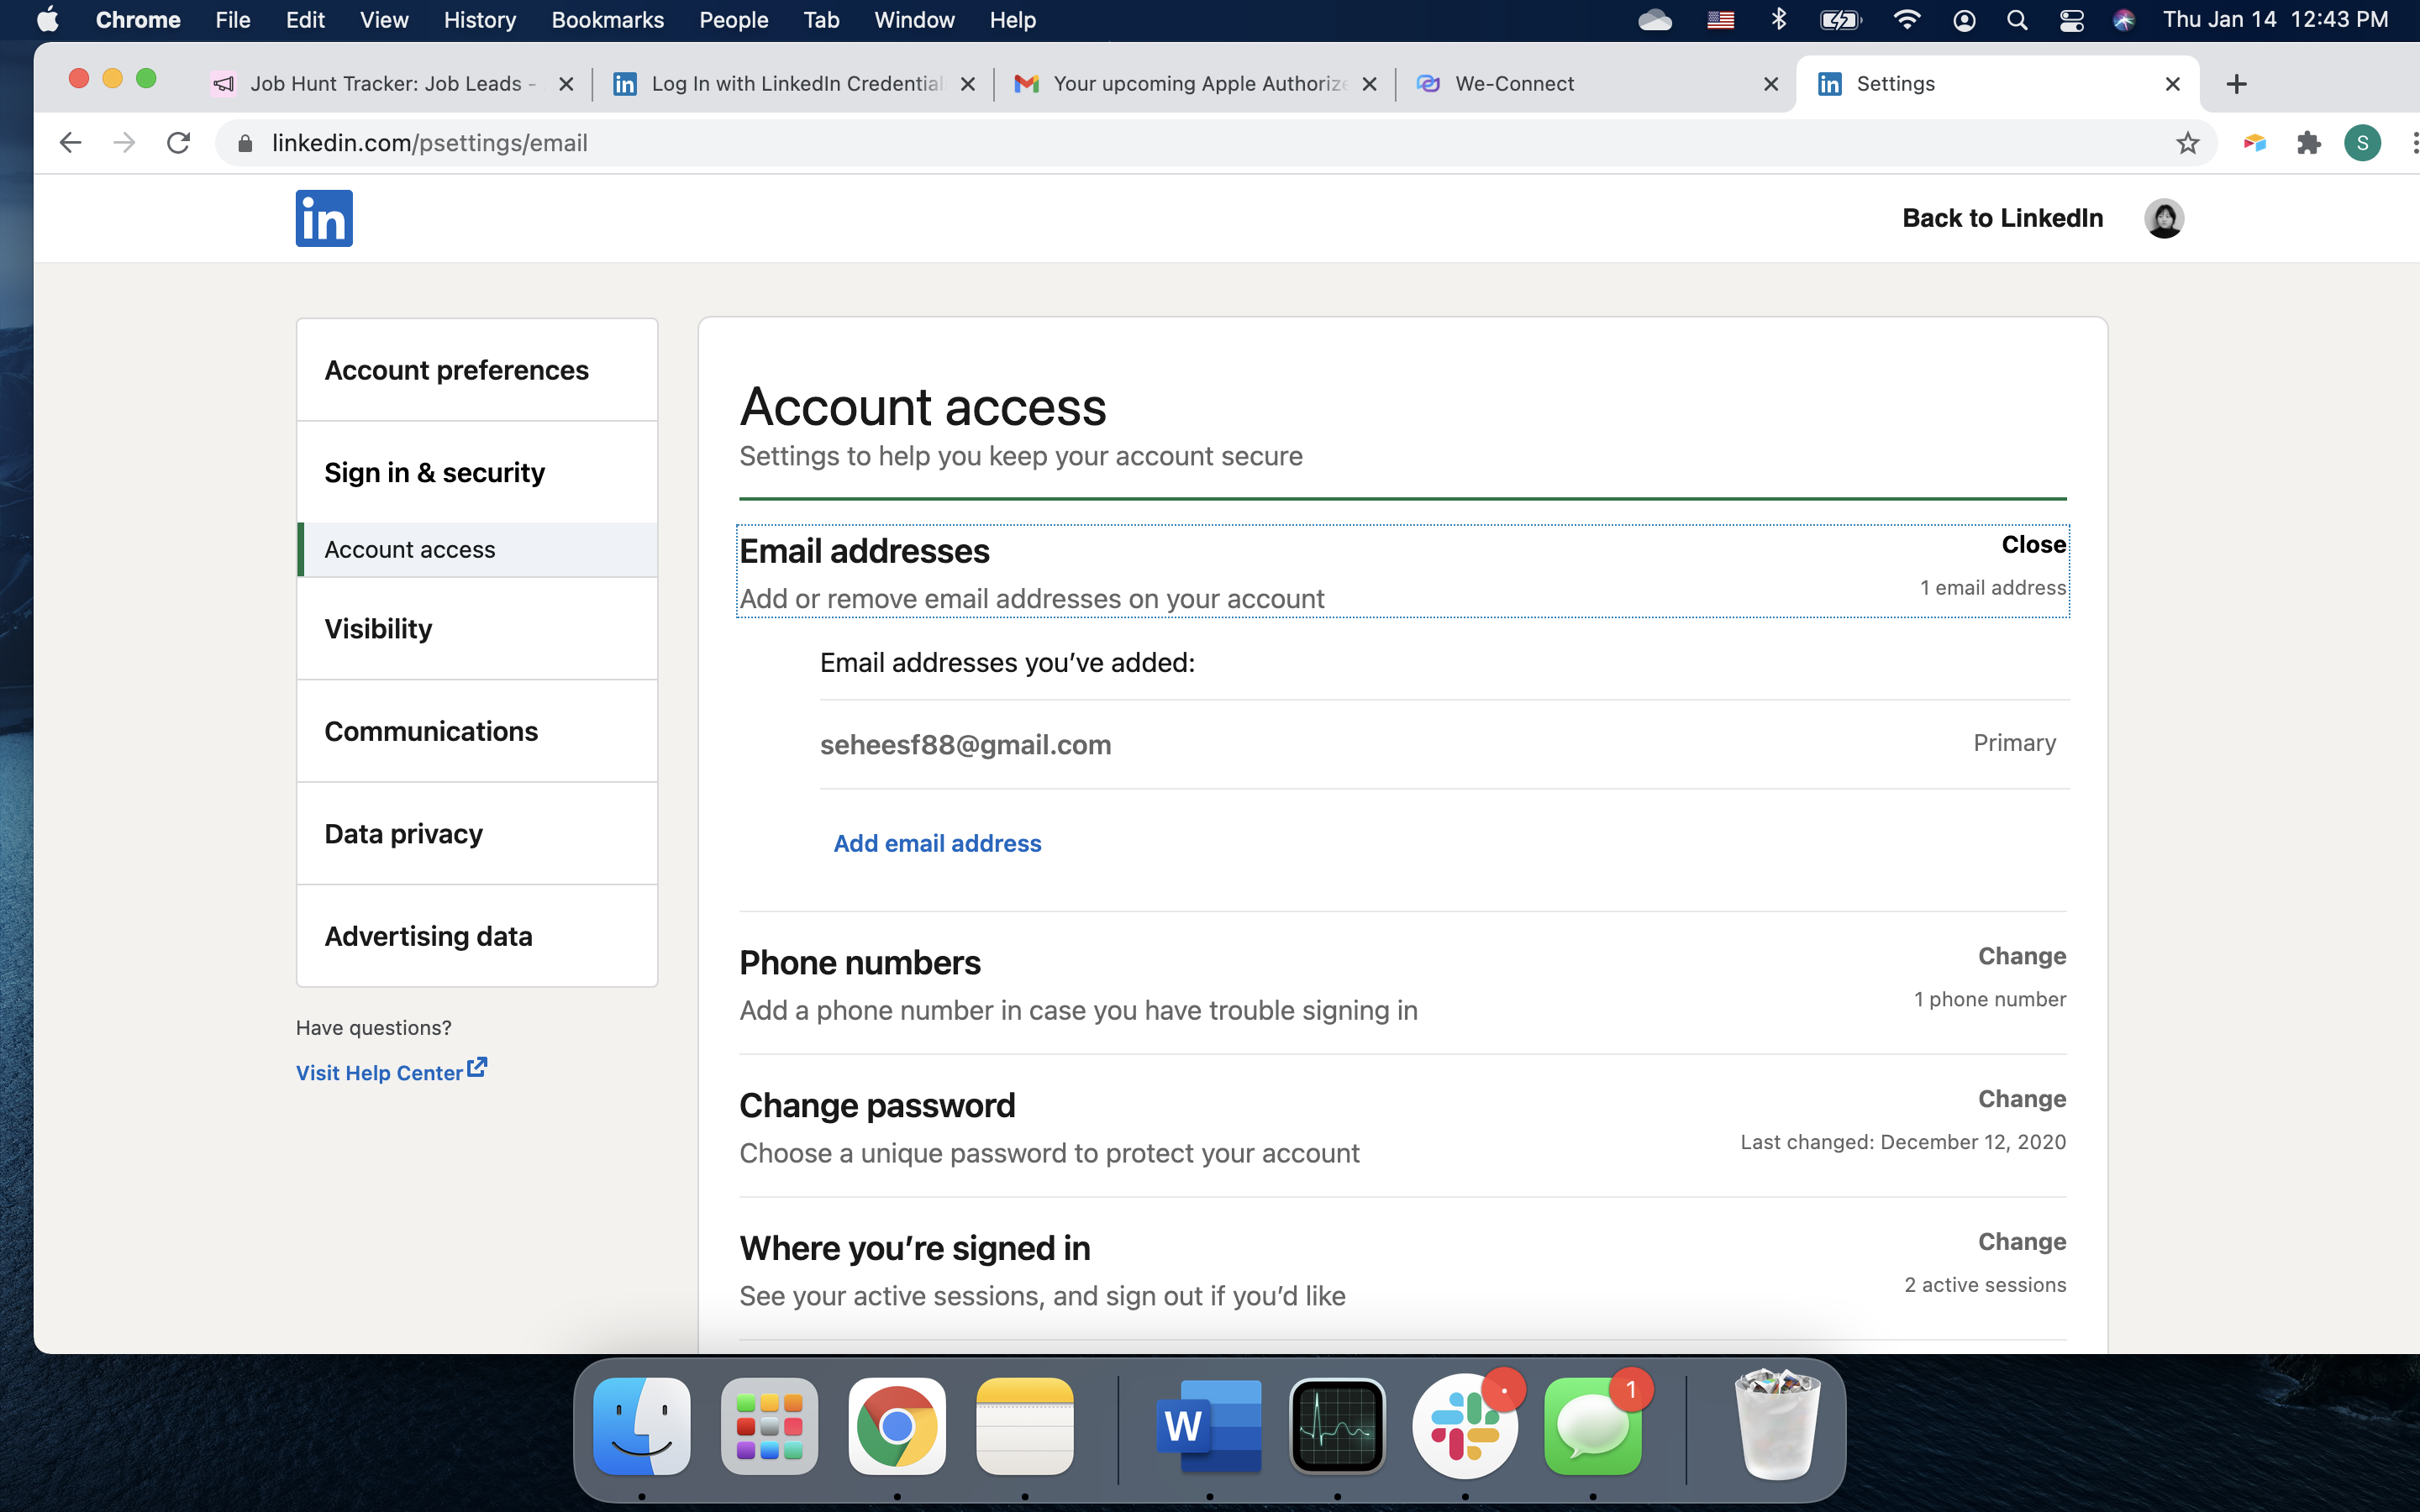 Chrome File Edit View History Bookmarks People Tab Window Help Thu Jan 14 12:43 PM
Job Hunt Tracker: Job Leads - in Log In with LinkedIn Credential Your upcoming Apple Authorize We-Connect in Settings
linkedin.com/psettings/email S
in Back to LinkedIn
Account preferences
Sign in & security
Account access
Visibility
Communications
Data privacy
Advertising data
Have questions?
Visit Help Center
Account access
Settings to help you keep your account secure
Email addresses Close
Add or remove email addresses on your account 1 email address
Email addresses you’ve added:
seheesf88@gmail.com Primary
Add email address
Phone numbers Change
Add a phone number in case you have trouble signing in 1 phone number
Change password Change
Choose a unique password to protect your account Last changed: December 12, 2020
Where you’re signed in Change
See your active sessions, and sign out if you’d like 2 active sessions
W 1